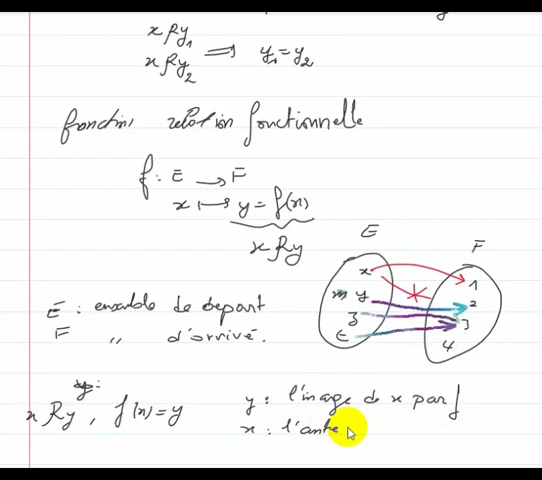 x R y₁
x R y₂ ⟹ y₁ = y₂
fonction, relation fonctionnelle
f : E → F
x ↦ y = f(x)
x R y
E
F
x
1
m y
2
z
3
t
4
E : ensemble de depart
F " d'arrivé.
y :
x R y, f(x) = y
y : l'image de x par f
x : l'ante